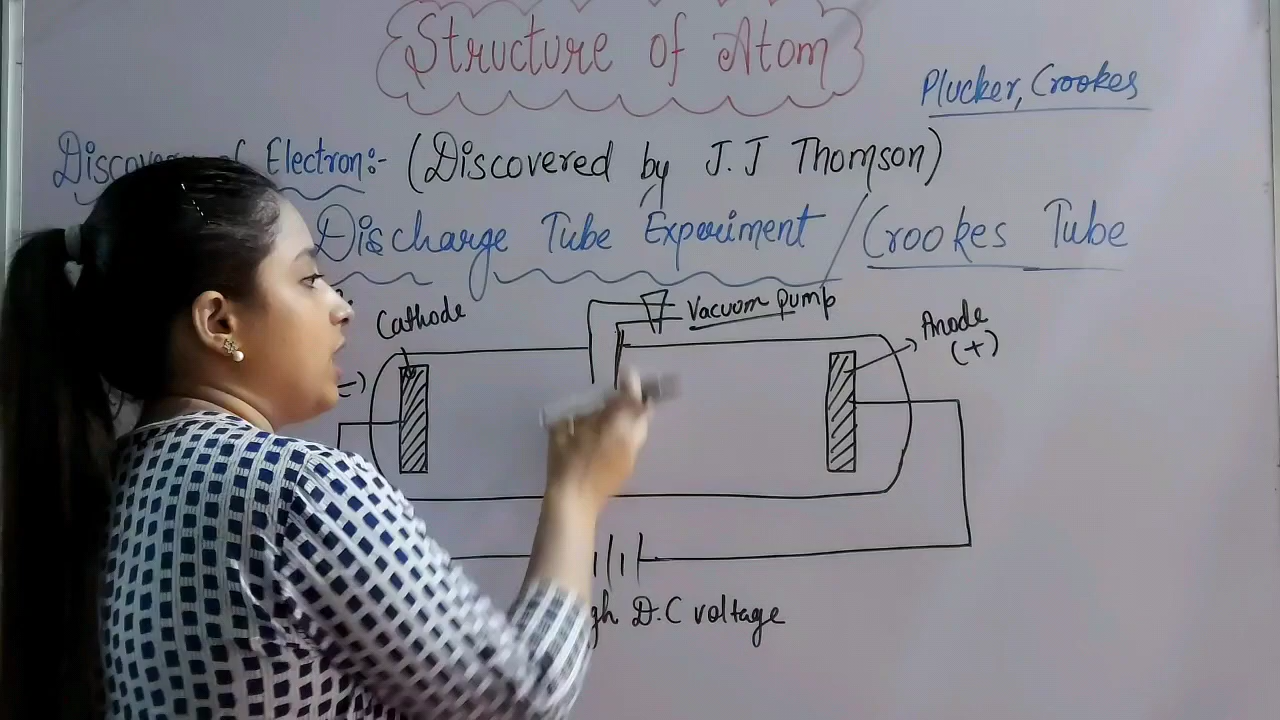 Structure of Atom
Plucker, Crookes
Electron:- (Discovered by J.J Thomson)
Discharge Tube Experiment / Crookes Tube
Cathode
Vacuum pump
Anode
(+)
-)
D.C voltage